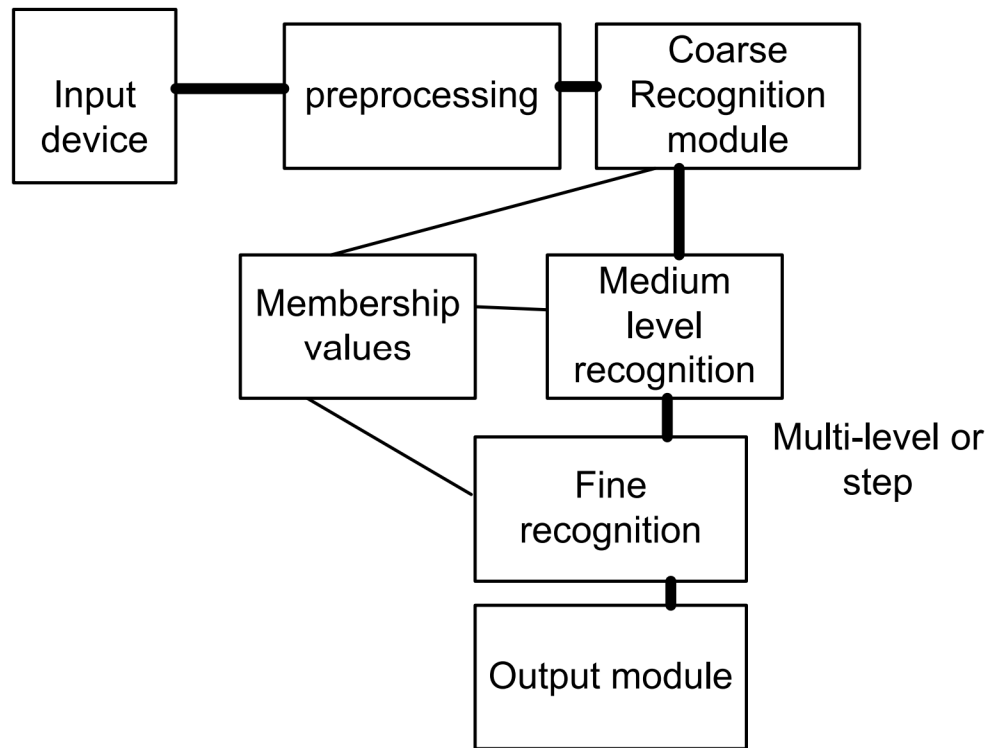 Input
device
preprocessing
Coarse
Recognition
module
Membership
values
Medium
level
recognition
Multi-level or
step
Fine
recognition
Output module